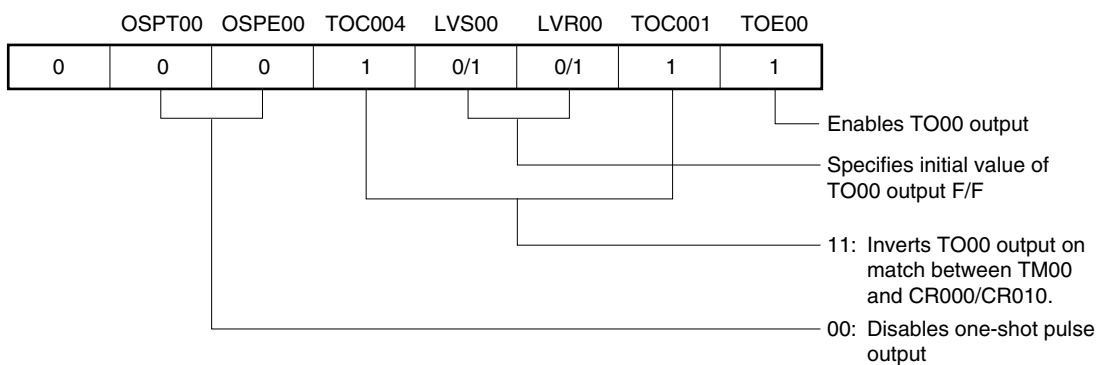 OSPT00 OSPE00 TOC004 LVS00 LVR00 TOC001 TOE00
0 0 0 1 0/1 0/1 1 1
Enables TO00 output
Specifies initial value of
TO00 output F/F
11: Inverts TO00 output on
match between TM00
and CR000/CR010.
00: Disables one-shot pulse
output